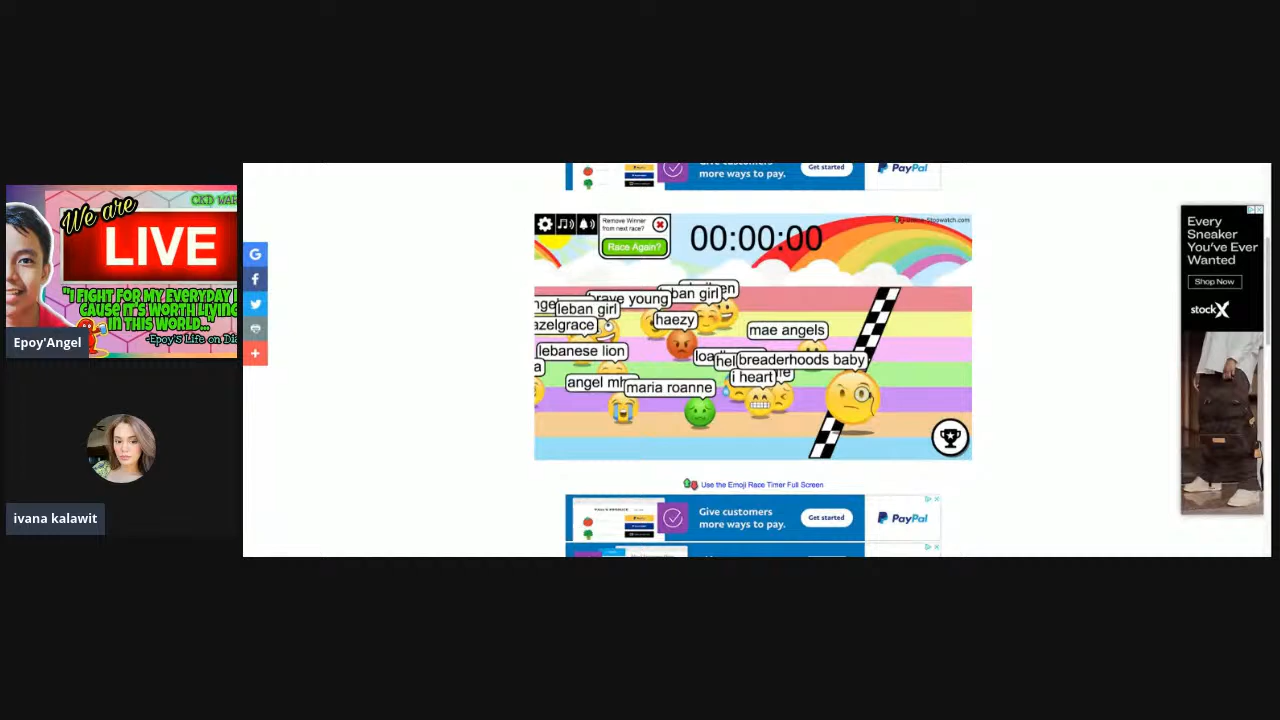 Give customers
more ways to pay.
Get started
PayPal
We are
LIVE
"I FIGHT FOR MY EVERYDAY
CAUSE IT'S WORTH LIVING
IN THIS WORLD..."
-Epoy's Life on
Epoy'Angel
ivana kalawit
Remove Winner
from next race?
Race Again?
00:00:00
brave young
leban girl
haezy
mae angels
lebanese lion
breaderhoods baby
i heart
maria roanne
Use the Emoji Race Timer Full Screen
Give customers
more ways to pay.
Get started
PayPal
Every
Sneaker
You've Ever
Wanted
Shop Now
stockX